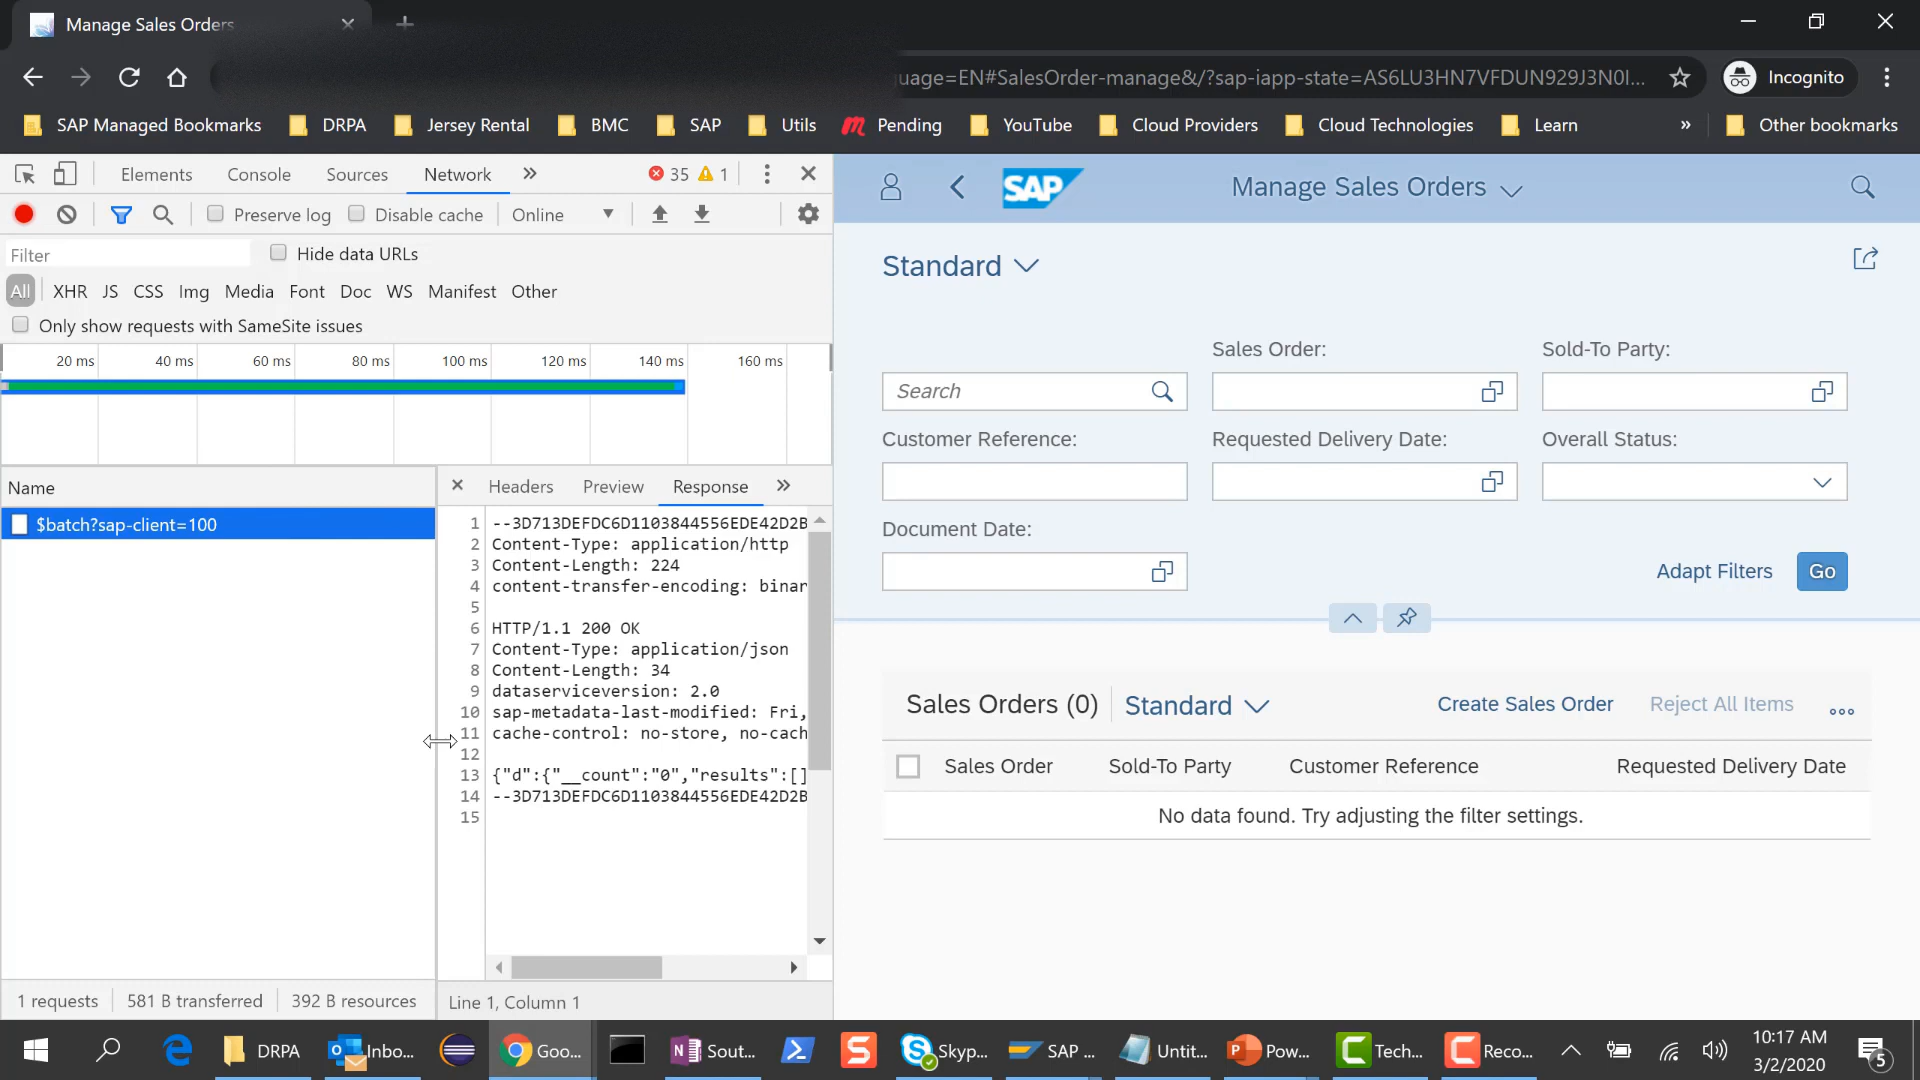 Manage Sales Orders
uage=EN#SalesOrder-manage&/?sap-iapp-state=AS6LU3HN7VFDUN929J3N0I...
Incognito
SAP Managed Bookmarks DRPA Jersey Rental BMC SAP Utils Pending YouTube Cloud Providers Cloud Technologies Learn » Other bookmarks
Elements Console Sources Network » 35 1
Preserve log Disable cache Online
Filter Hide data URLs
All XHR JS CSS Img Media Font Doc WS Manifest Other
Only show requests with SameSite issues
20 ms 40 ms 60 ms 80 ms 100 ms 120 ms 140 ms 160 ms
Name
$batch?sap-client=100
Headers Preview Response »
1 --3D713DEFDC6D1103844556EDE42D2B
2 Content-Type: application/http
3 Content-Length: 224
4 content-transfer-encoding: binar
5
6 HTTP/1.1 200 OK
7 Content-Type: application/json
8 Content-Length: 34
9 dataserviceversion: 2.0
10 sap-metadata-last-modified: Fri,
11 cache-control: no-store, no-cach
12
13 {"d":{"__count":"0","results":[]
14 --3D713DEFDC6D1103844556EDE42D2B
15
1 requests 581 B transferred 392 B resources
Line 1, Column 1
SAP Manage Sales Orders
Standard
Search
Sales Order:
Sold-To Party:
Customer Reference:
Requested Delivery Date:
Overall Status:
Document Date:
Adapt Filters Go
Sales Orders (0) Standard Create Sales Order Reject All Items
Sales Order Sold-To Party Customer Reference Requested Delivery Date
No data found. Try adjusting the filter settings.
DRPA Inbo... Goo... Sout... Skyp... SAP ... Untit... Pow... Tech... Reco...
10:17 AM
3/2/2020
5